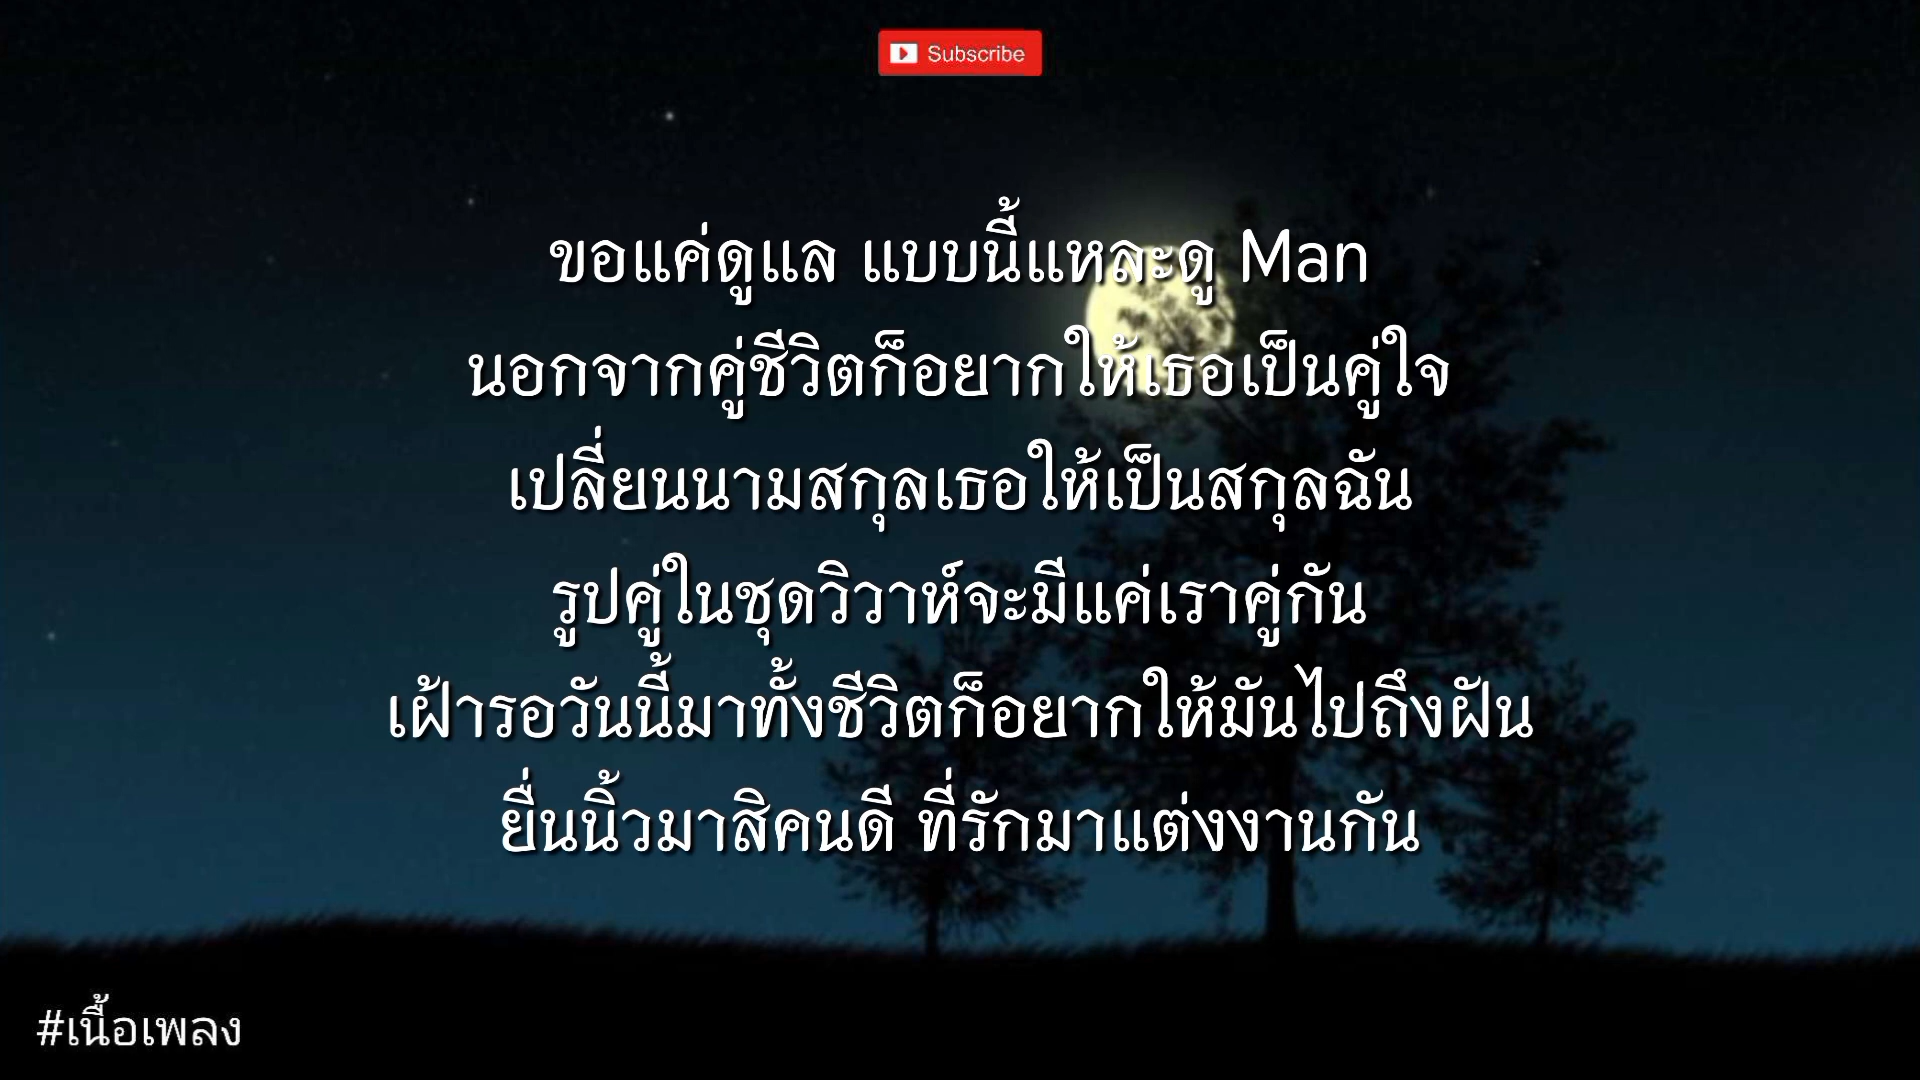 Subscribe
ขอแค่ดูแล แบบนี้แหละดู Man
นอกจากคู่ชีวิตก็อยากให้เธอเป็นคู่ใจ
เปลี่ยนนามสกุลเธอให้เป็นสกุลฉัน
รูปคู่ในชุดวิวาห์จะมีแค่เราคู่กัน
เฝ้ารอวันนี้มาทั้งชีวิตก็อยากให้มันไปถึงฝัน
ยื่นนิ้วมาสิคนดี ที่รักมาแต่งงานกัน
#เนื้อเพลง